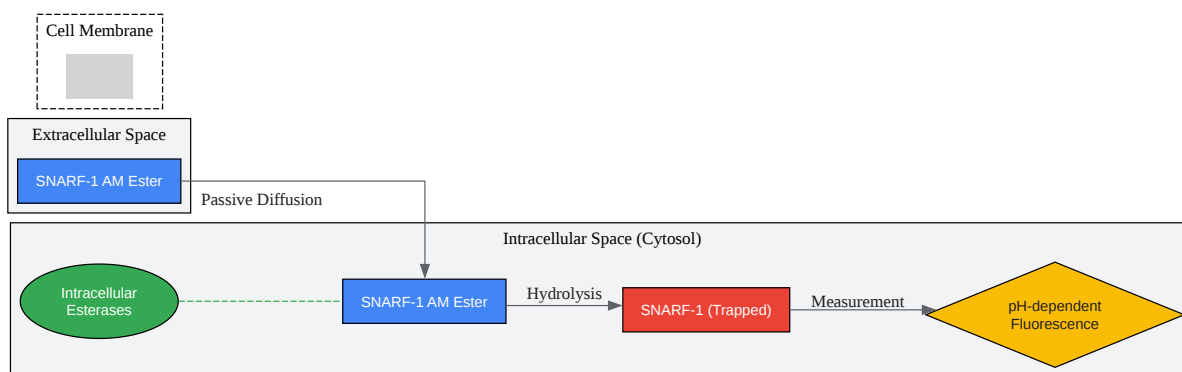 Cell Membrane
Extracellular Space
SNARF-1 AM Ester
Passive Diffusion
Intracellular Space (Cytosol)
Intracellular
Esterases
SNARF-1 AM Ester
Hydrolysis
SNARF-1 (Trapped)
Measurement
pH-dependent
Fluorescence